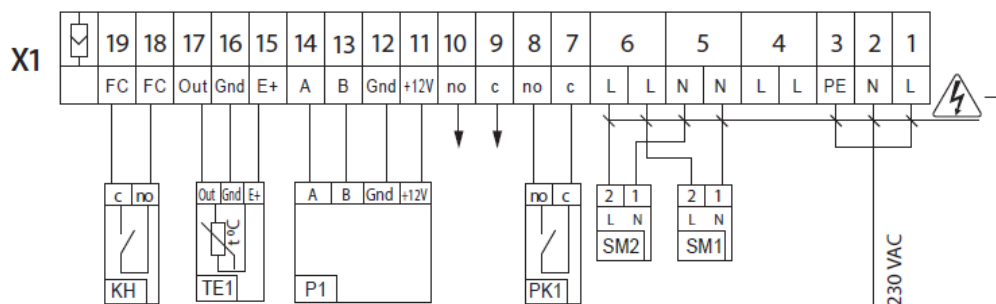 X1
19 18 17 16 15 14 13 12 11 10 9 8 7 6 5 4 3 2 1
FC FC Out Gnd E+ A B Gnd +12V no c no c L L N N L L PE N L
c no
Out Gnd E+
A B Gnd +12V
no c
2 1
2 1
L N
L N
t ºC
SM2
SM1
KH
TE1
P1
PK1
230 VAC